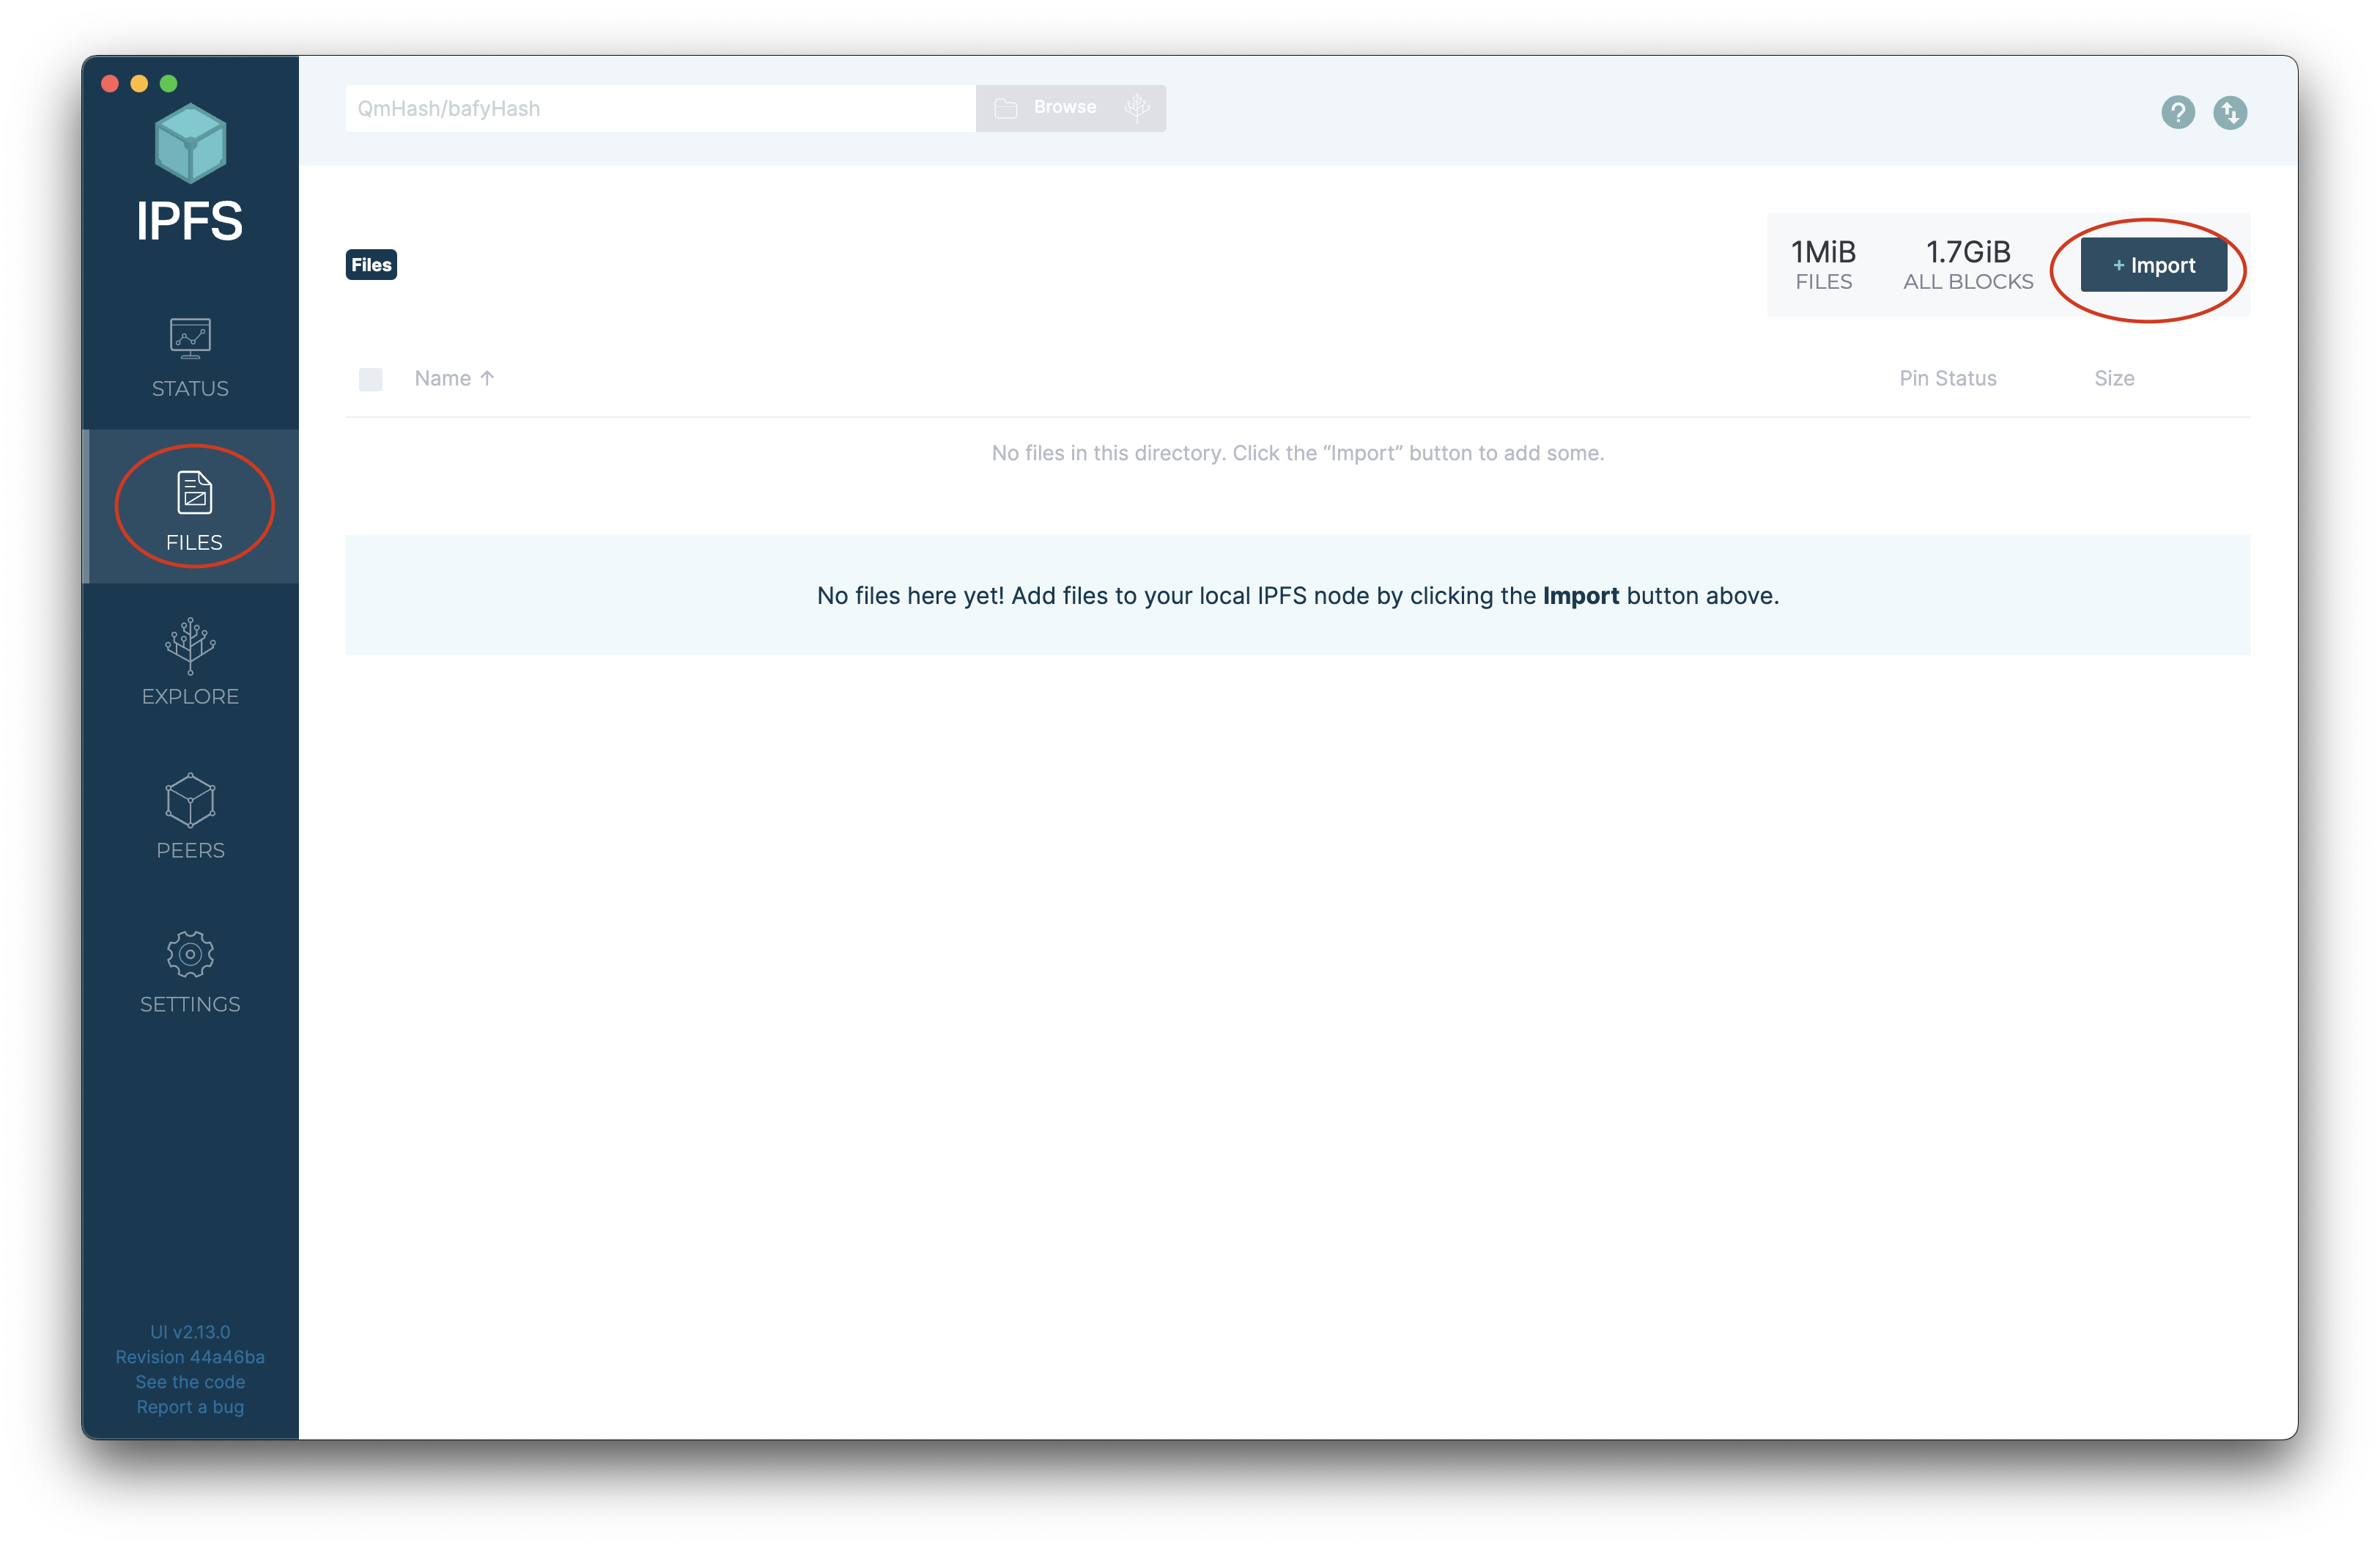 QmHash/bafyHash
Browse
IPFS
STATUS
FILES
EXPLORE
PEERS
SETTINGS
UI v2.13.0
Revision 44a46ba
See the code
Report a bug
Files
1MiB
FILES
1.7GiB
ALL BLOCKS
+ Import
Name ↑
Pin Status
Size
No files in this directory. Click the “Import” button to add some.
No files here yet! Add files to your local IPFS node by clicking the Import button above.